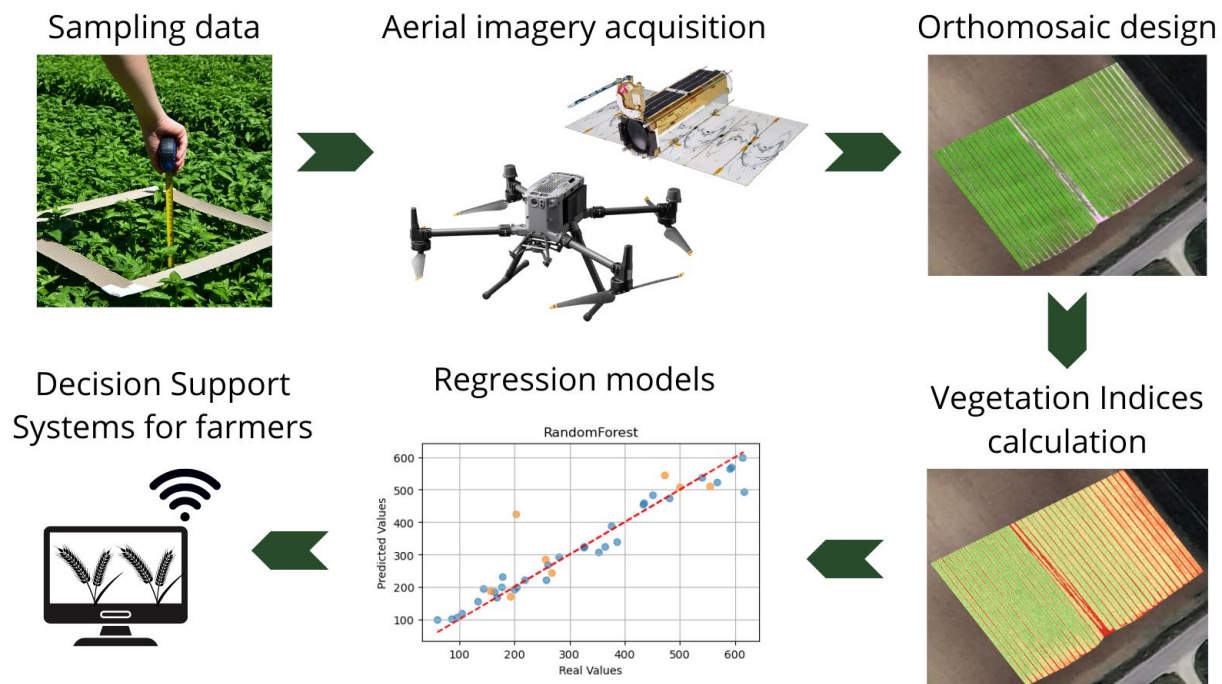 Sampling data
Aerial imagery acquisition
Orthomosaic design
Decision Support
Systems for farmers
Regression models
Vegetation Indices
calculation
RandomForest
Predicted Values
600
500
400
300
200
100
100 200 300 400 500 600
Real Values